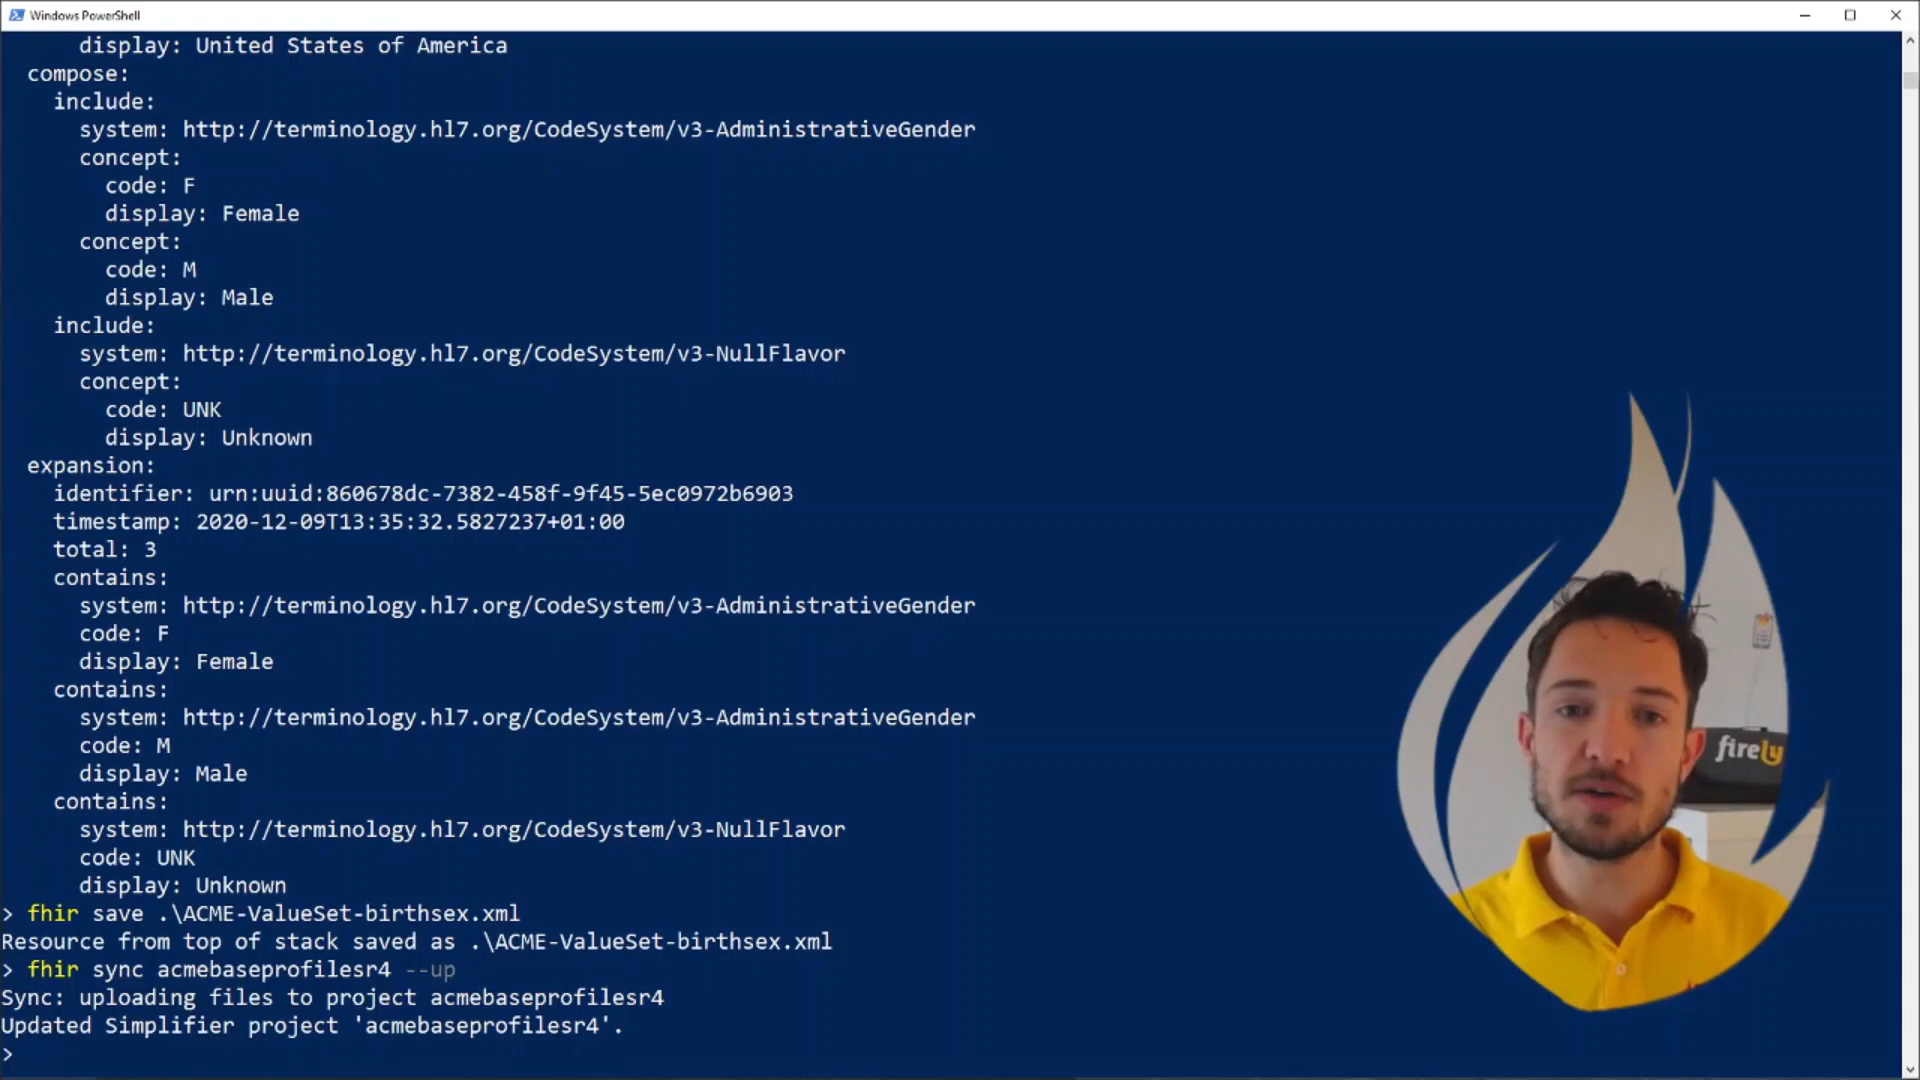 Windows PowerShell
display: United States of America
compose:
include:
system: http://terminology.hl7.org/CodeSystem/v3-AdministrativeGender
concept:
code: F
display: Female
concept:
code: M
display: Male
include:
system: http://terminology.hl7.org/CodeSystem/v3-NullFlavor
concept:
code: UNK
display: Unknown
expansion:
identifier: urn:uuid:860678dc-7382-458f-9f45-5ec0972b6903
timestamp: 2020-12-09T13:35:32.5827237+01:00
total: 3
contains:
system: http://terminology.hl7.org/CodeSystem/v3-AdministrativeGender
code: F
display: Female
contains:
system: http://terminology.hl7.org/CodeSystem/v3-AdministrativeGender
code: M
display: Male
contains:
system: http://terminology.hl7.org/CodeSystem/v3-NullFlavor
code: UNK
display: Unknown
> fhir save .\ACME-ValueSet-birthsex.xml
Resource from top of stack saved as .\ACME-ValueSet-birthsex.xml
> fhir sync acmebaseprofilesr4 --up
Sync: uploading files to project acmebaseprofilesr4
Updated Simplifier project 'acmebaseprofilesr4'.
>
firely